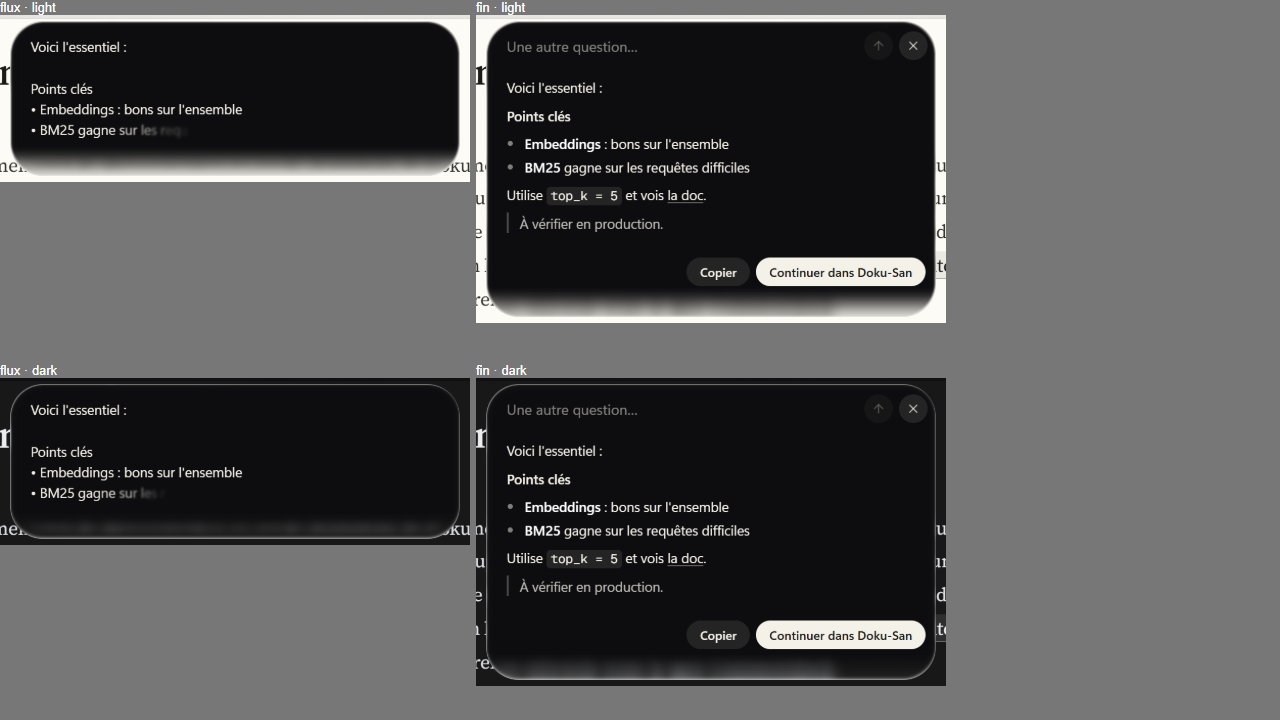 flux · light
Voici l'essentiel :
Points clés
• Embeddings : bons sur l'ensemble
• BM25 gagne sur les
fin · light
Une autre question...
Voici l'essentiel :
Points clés
• Embeddings : bons sur l'ensemble
• BM25 gagne sur les requêtes difficiles
Utilise top_k = 5 et vois la doc.
À vérifier en production.
Copier
Continuer dans Doku-San
flux · dark
Voici l'essentiel :
Points clés
• Embeddings : bons sur l'ensemble
• BM25 gagne sur les
fin · dark
Une autre question...
Voici l'essentiel :
Points clés
• Embeddings : bons sur l'ensemble
• BM25 gagne sur les requêtes difficiles
Utilise top_k = 5 et vois la doc.
À vérifier en production.
Copier
Continuer dans Doku-San